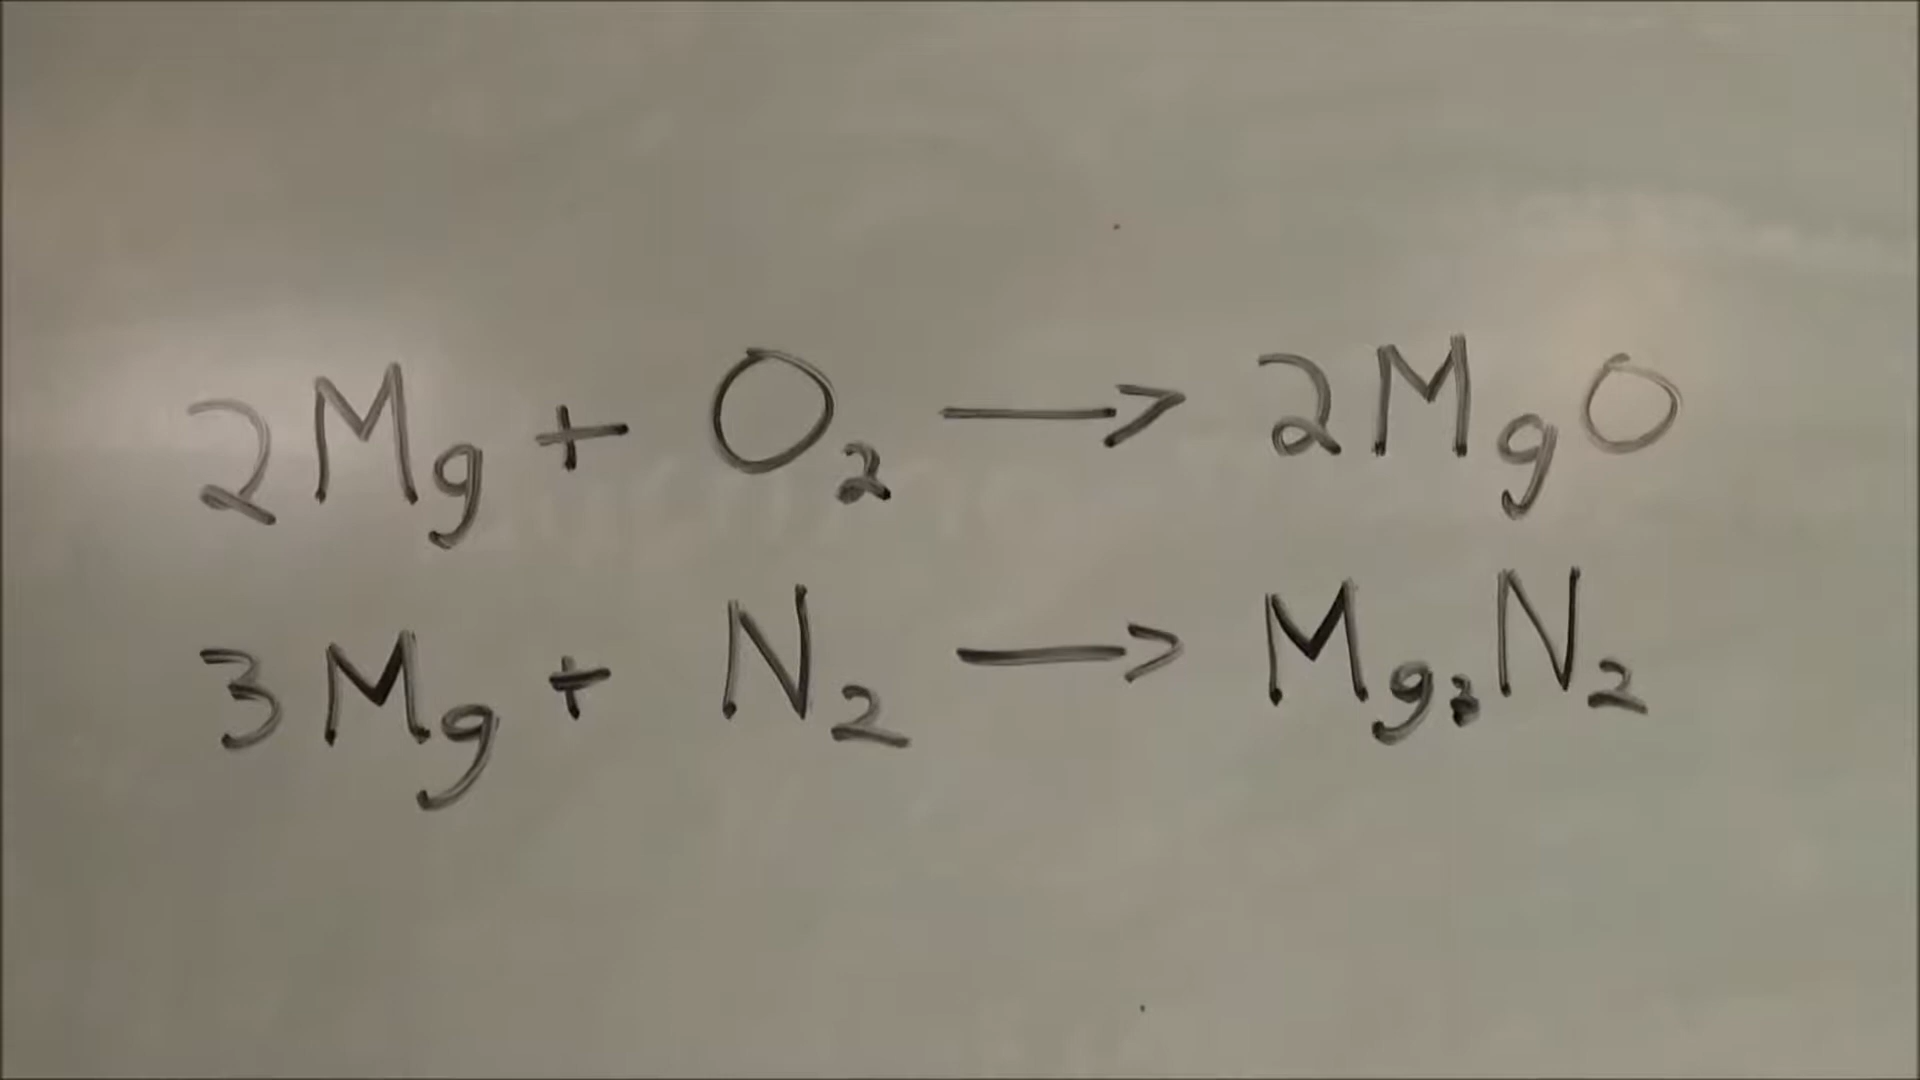 2Mg + O₂ → 2MgO
3Mg + N₂ → Mg₃N₂